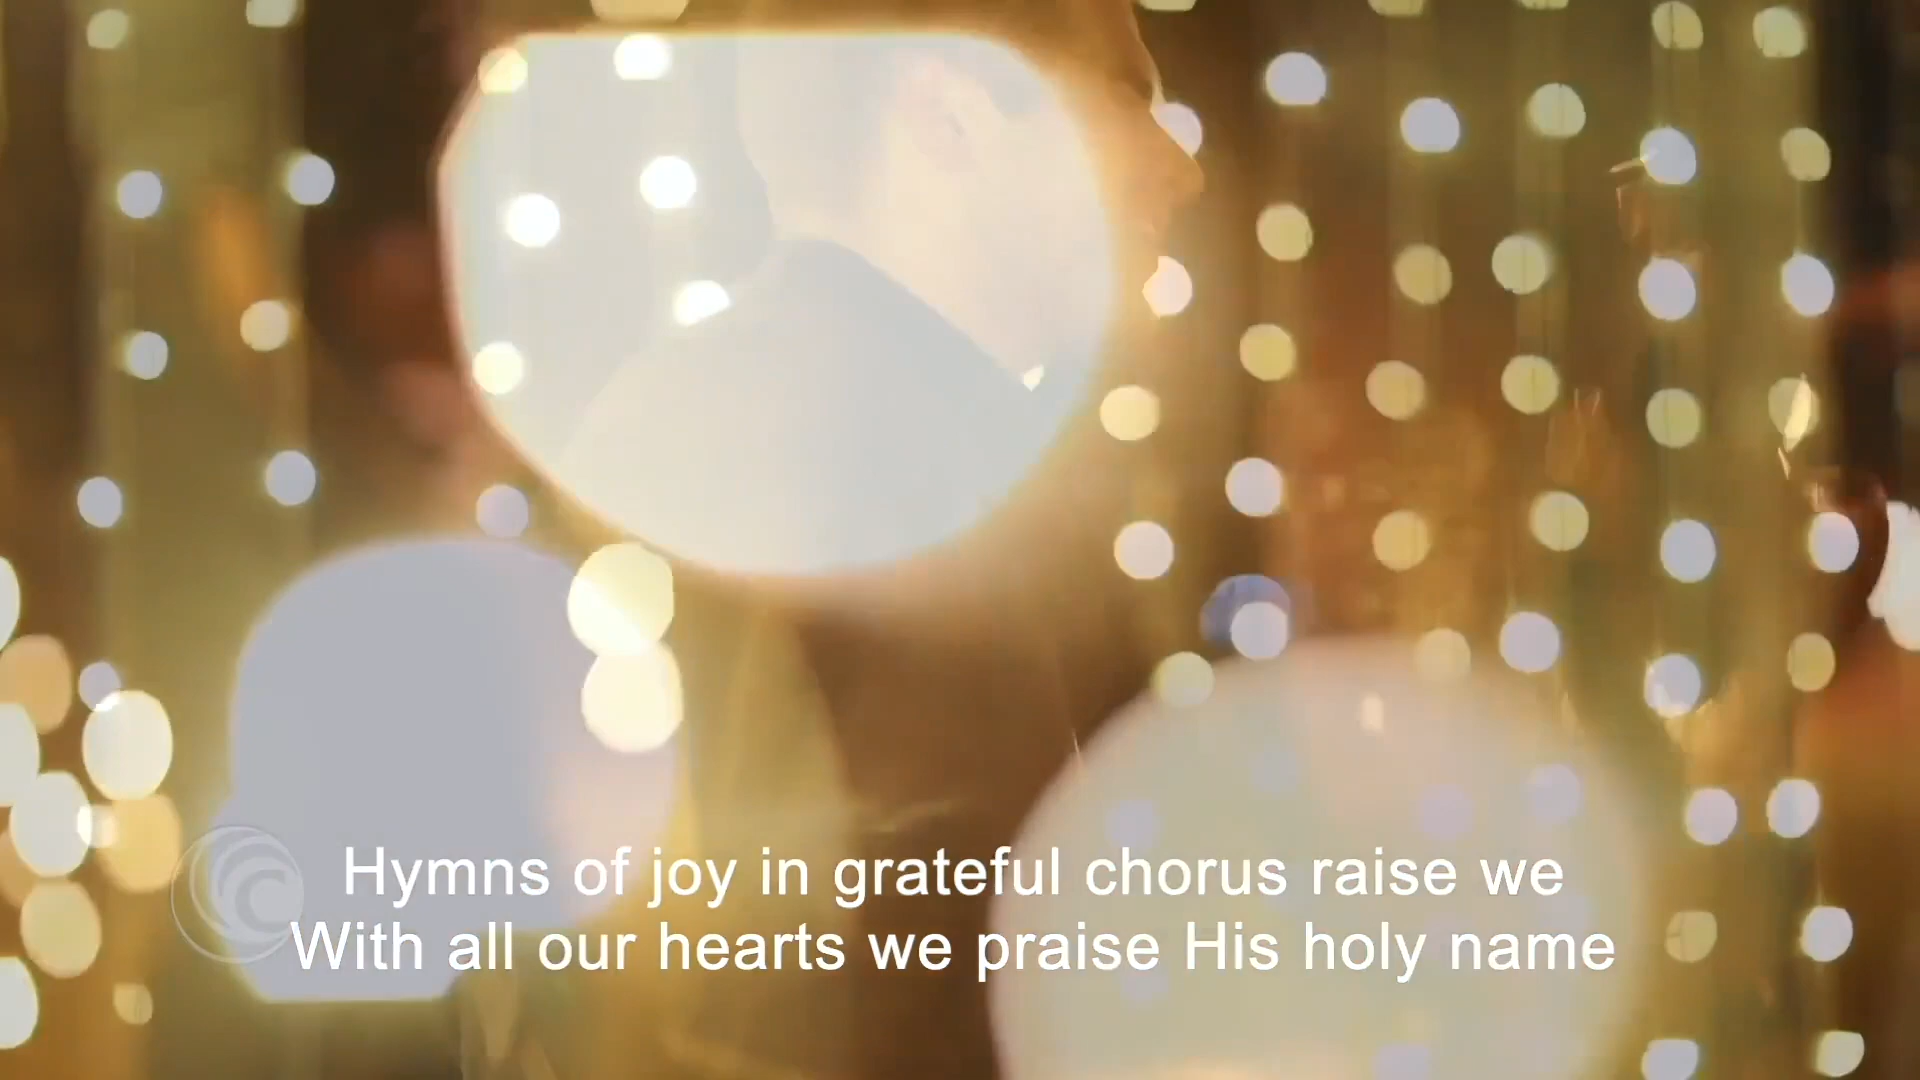 Hymns of joy in grateful chorus raise we
With all our hearts we praise His holy name